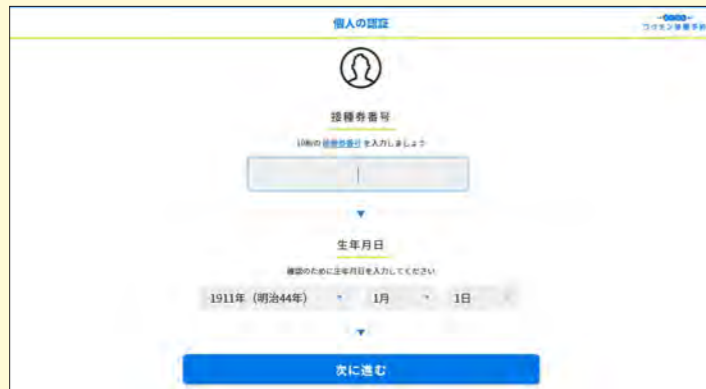 個人の認証
ワクチン接種予約
接種券番号
10桁の接種券番号を入力しましょう
生年月日
確認のために生年月日を入力してください
1911年（明治44年） 1月 1日
次に進む